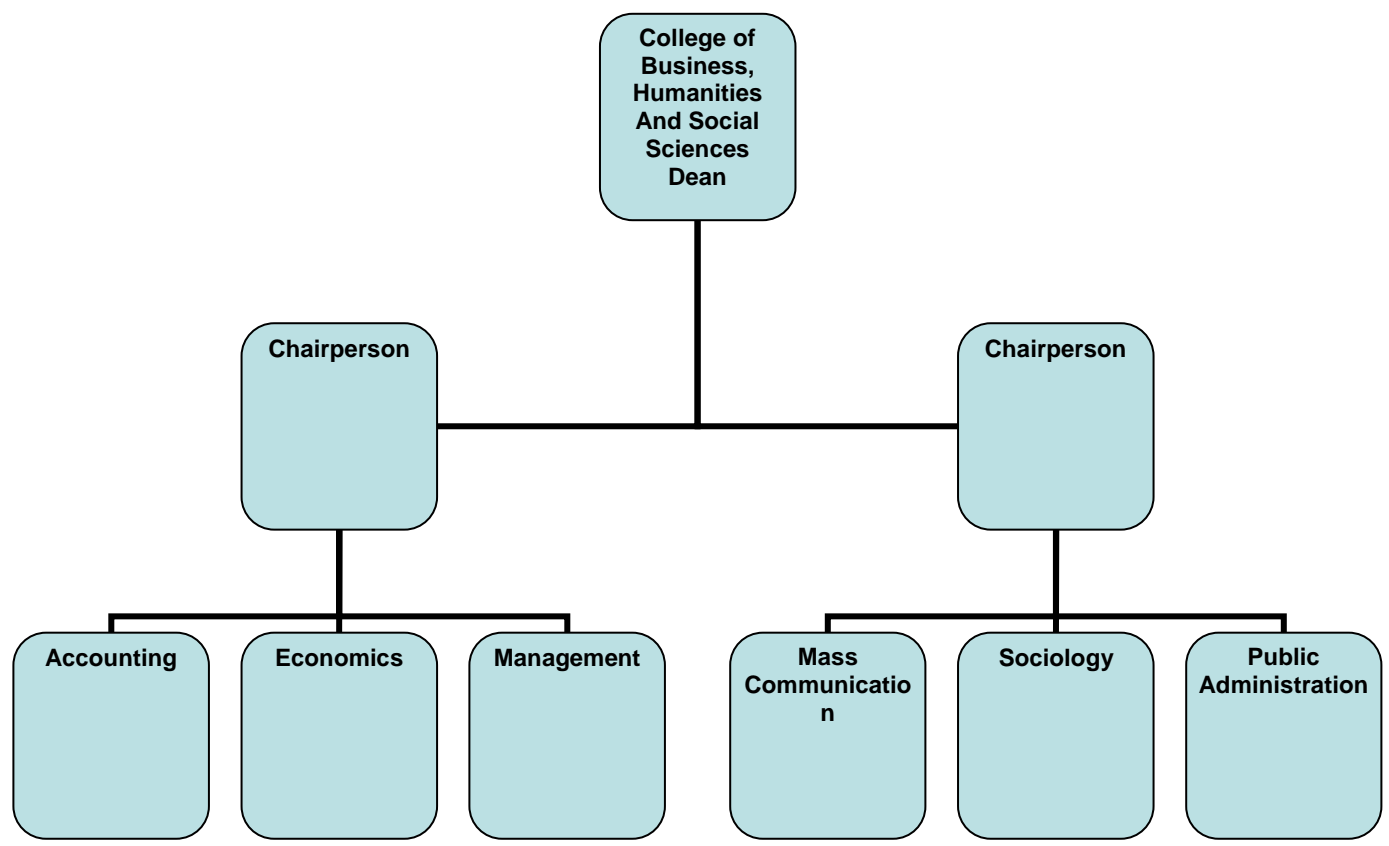 College of
Business,
Humanities
And Social
Sciences
Dean
Chairperson
Chairperson
Accounting
Economics
Management
Mass
Communicatio
n
Sociology
Public
Administration